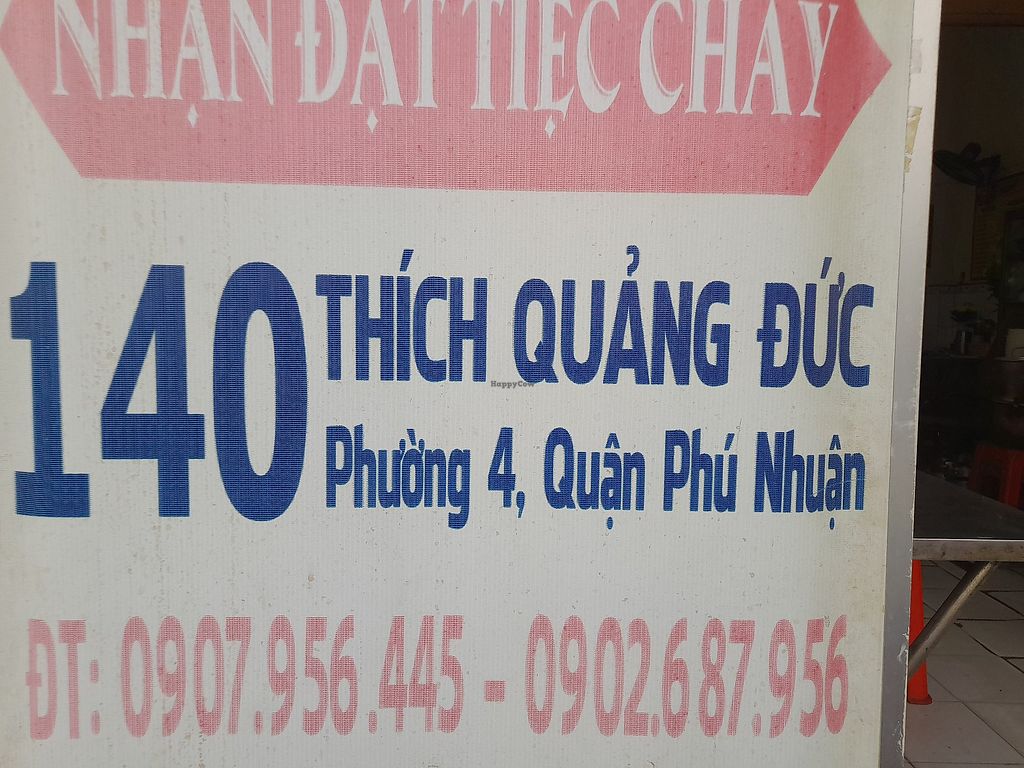 NHẬN ĐẶT TIỆC CHAY
140 THÍCH QUẢNG ĐỨC
Phường 4, Quận Phú Nhuận
ĐT: 0907.956.445 - 0902.687.956
HappyCow